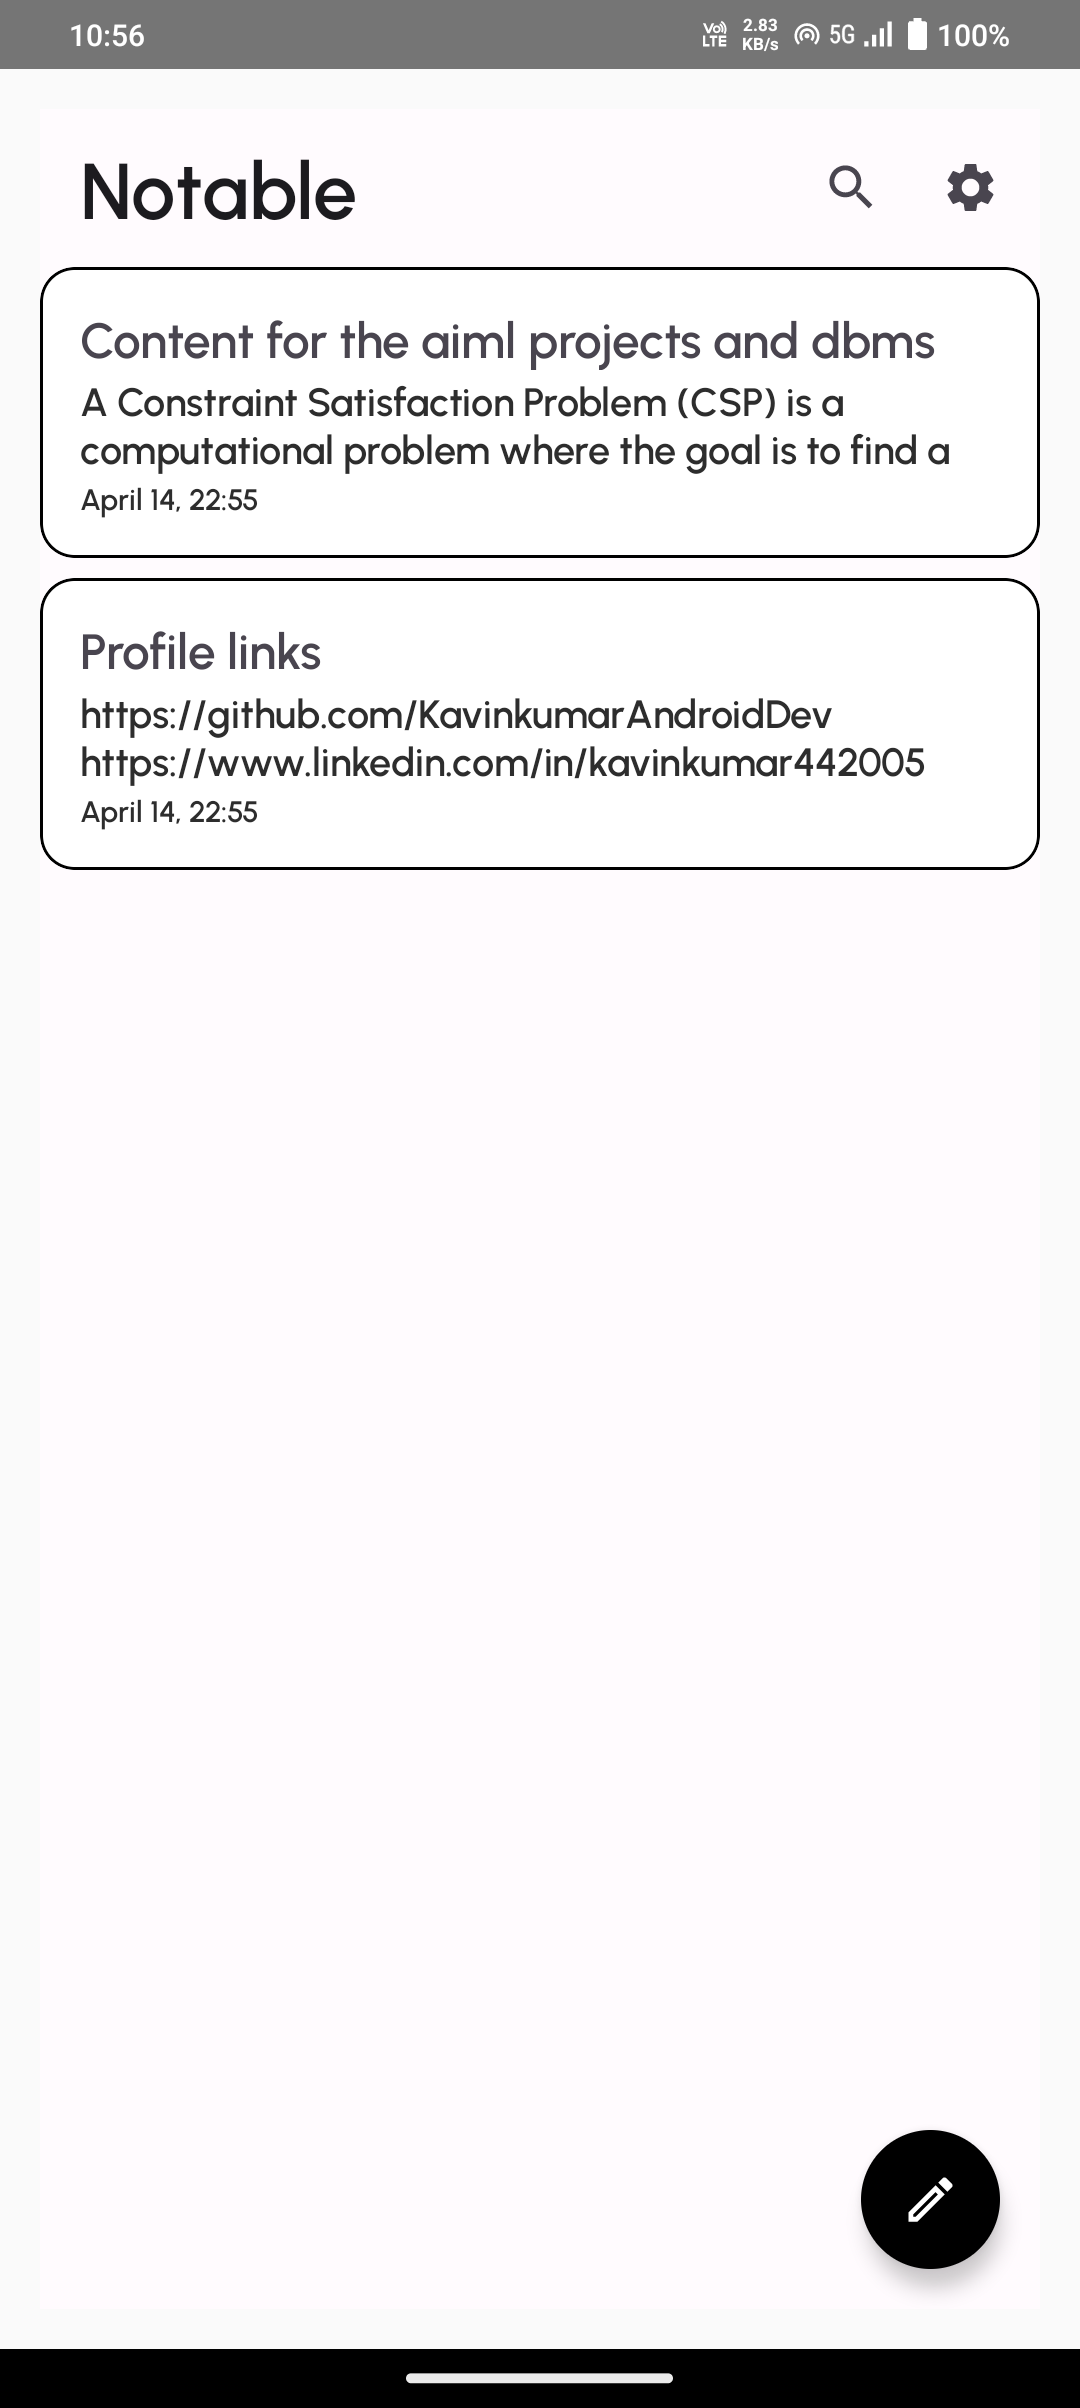 10:56
Vo LTE 2.83 KB/s 5G 100%
Notable
Content for the aiml projects and dbms
A Constraint Satisfaction Problem (CSP) is a
computational problem where the goal is to find a
April 14, 22:55
Profile links
https://github.com/KavinkumarAndroidDev
https://www.linkedin.com/in/kavinkumar442005
April 14, 22:55